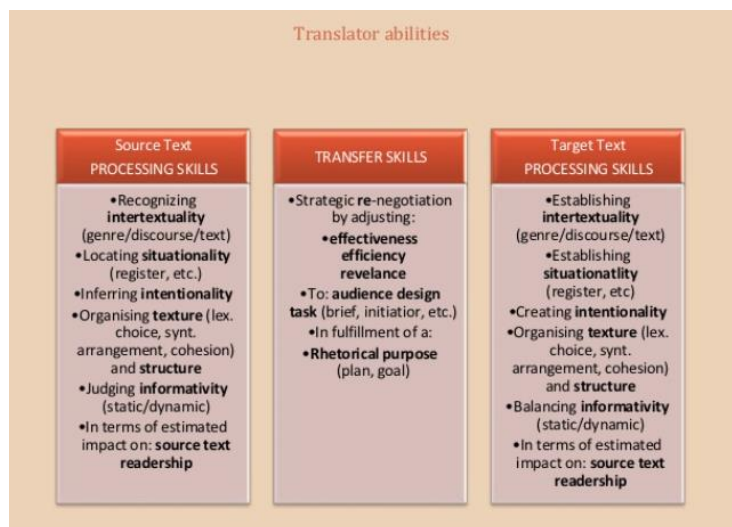 Translator abilities
Source Text
PROCESSING SKILLS
•Recognizing
intertextuality
(genre/discourse/text)
•Locating situationality
(register, etc.)
•Inferring intentionality
•Organising texture (lex.
choice, synt.
arrangement, cohesion)
and structure
•Judging informativity
(static/dynamic)
•In terms of estimated
impact on: source text
readership
TRANSFER SKILLS
•Strategic re-negotiation
by adjusting:
•effectiveness
efficiency
revelance
•To: audience design
task (brief, initiatior, etc.)
•In fulfillment of a:
•Rhetorical purpose
(plan, goal)
Target Text
PROCESSING SKILLS
•Establishing
intertextuality
(genre/discourse/text)
•Establishing
situationatlity
(register, etc)
•Creating intentionality
•Organising texture (lex.
choice, synt.
arrangement, cohesion)
and structure
•Balancing informativity
(static/dynamic)
•In terms of estimated
impact on: source text
readership